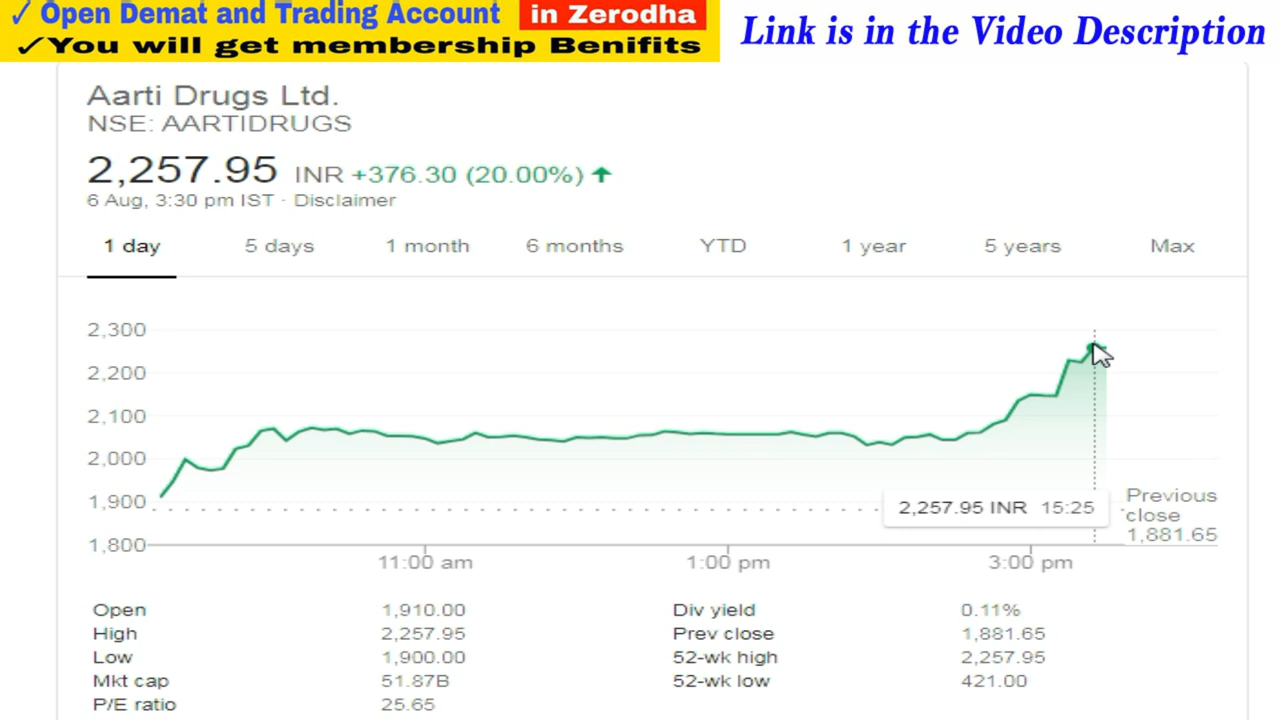 ✓ Open Demat and Trading Account in Zerodha
✓You will get membership Benifits
Link is in the Video Description
Aarti Drugs Ltd.
NSE: AARTIDRUGS
2,257.95 INR +376.30 (20.00%) ↑
6 Aug, 3:30 pm IST · Disclaimer
1 day 5 days 1 month 6 months YTD 1 year 5 years Max
2,300
2,200
2,100
2,000
1,900
1,800
2,257.95 INR 15:25
Previous
close
1,881.65
11:00 am 1:00 pm 3:00 pm
Open 1,910.00 Div yield 0.11%
High 2,257.95 Prev close 1,881.65
Low 1,900.00 52-wk high 2,257.95
Mkt cap 51.87B 52-wk low 421.00
P/E ratio 25.65